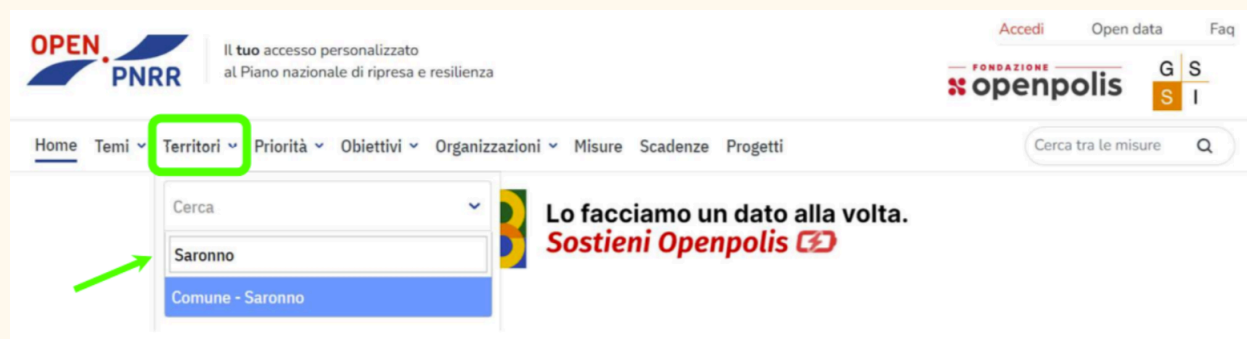 Accedi Open data Faq
OPEN
PNRR
Il tuo accesso personalizzato
al Piano nazionale di ripresa e resilienza
FONDAZIONE
openpolis
G S
S I
Home Temi Territori Priorità Obiettivi Organizzazioni Misure Scadenze Progetti
Cerca tra le misure
Cerca
Saronno
Comune - Saronno
Lo facciamo un dato alla volta.
Sostieni Openpolis